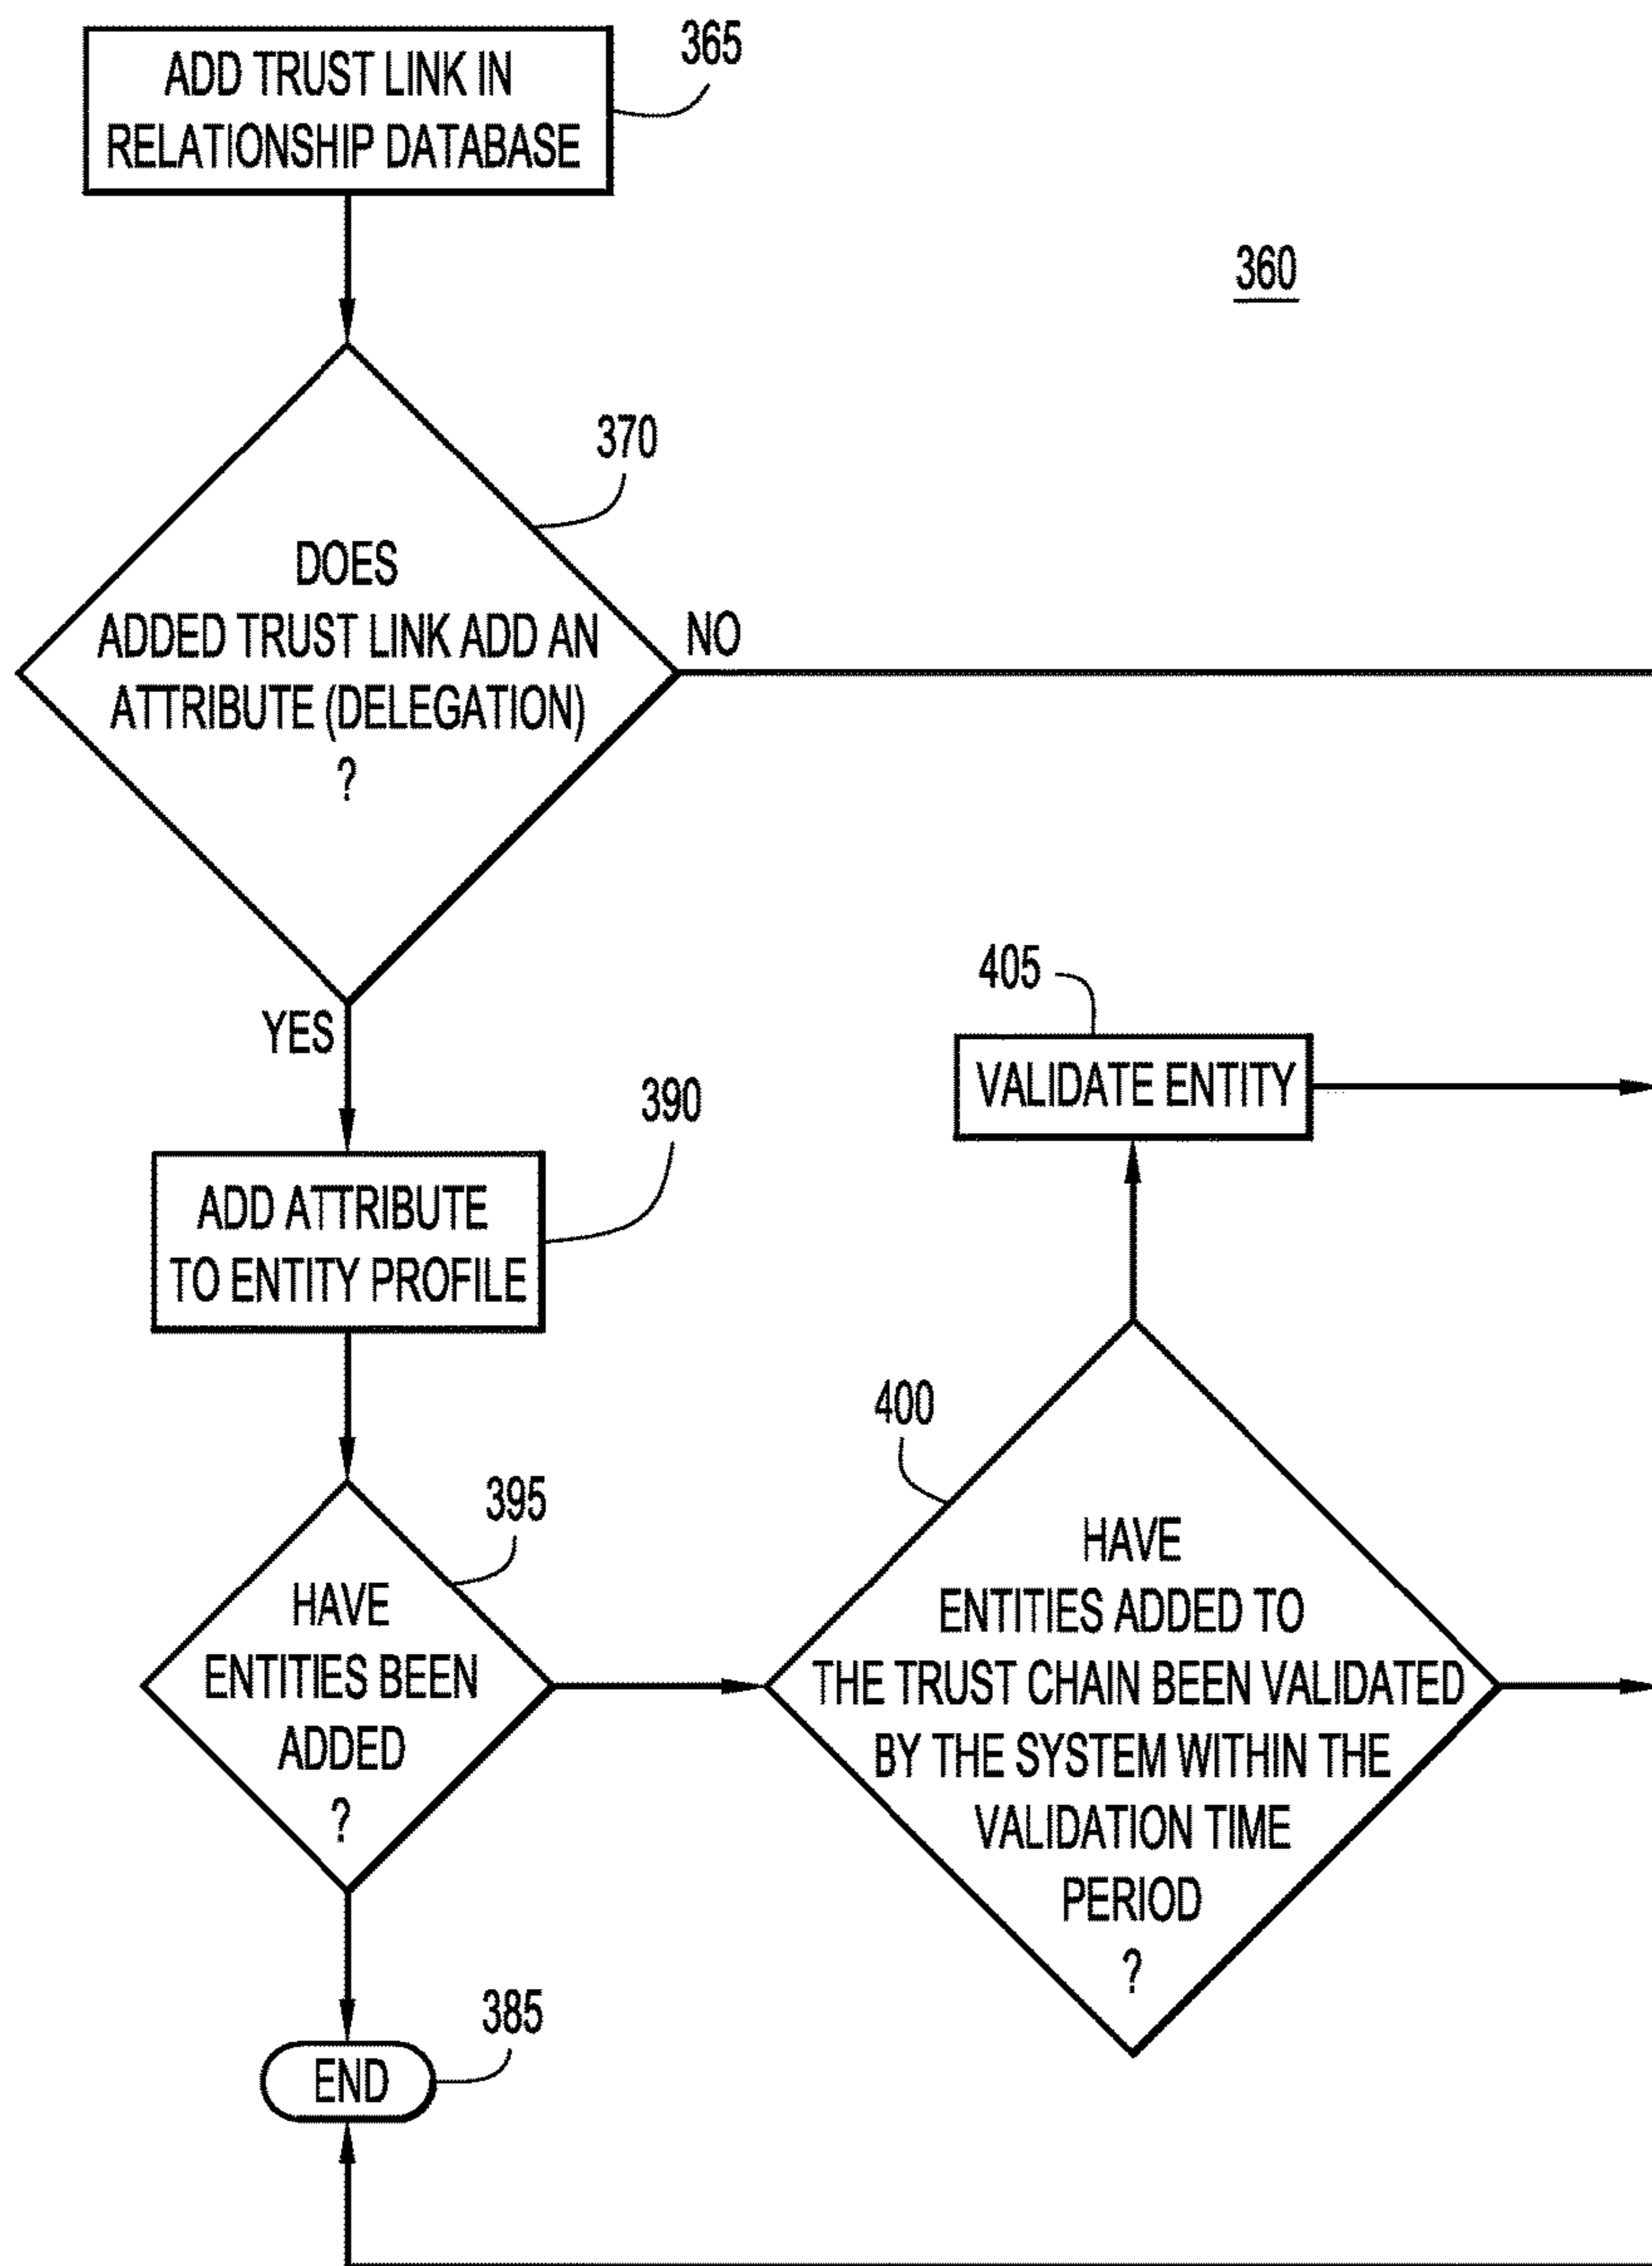 365
ADD TRUST LINK IN
RELATIONSHIP DATABASE
360
370
DOES
ADDED TRUST LINK ADD AN
ATTRIBUTE (DELEGATION)
?
NO
YES
405
VALIDATE ENTITY
390
ADD ATTRIBUTE
TO ENTITY PROFILE
400
395
HAVE
ENTITIES BEEN
ADDED
?
HAVE
ENTITIES ADDED TO
THE TRUST CHAIN BEEN VALIDATED
BY THE SYSTEM WITHIN THE
VALIDATION TIME
PERIOD
?
385
END